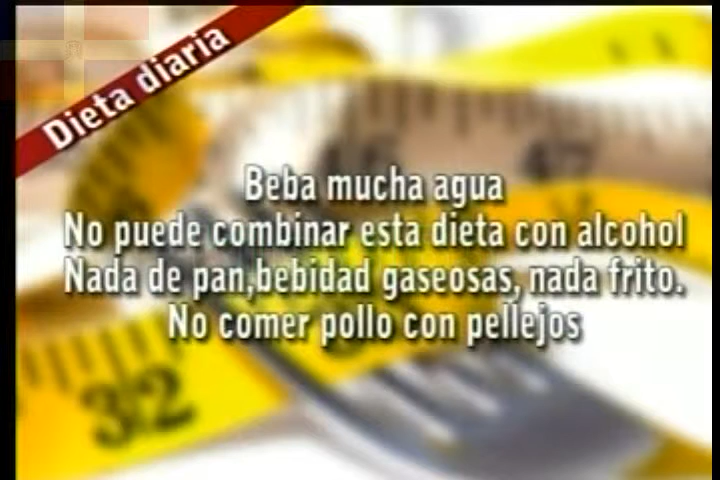 Dieta diaria
Beba mucha agua
No puede combinar esta dieta con alcohol
Nada de pan,bebidad gaseosas, nada frito.
No comer pollo con pellejos
32